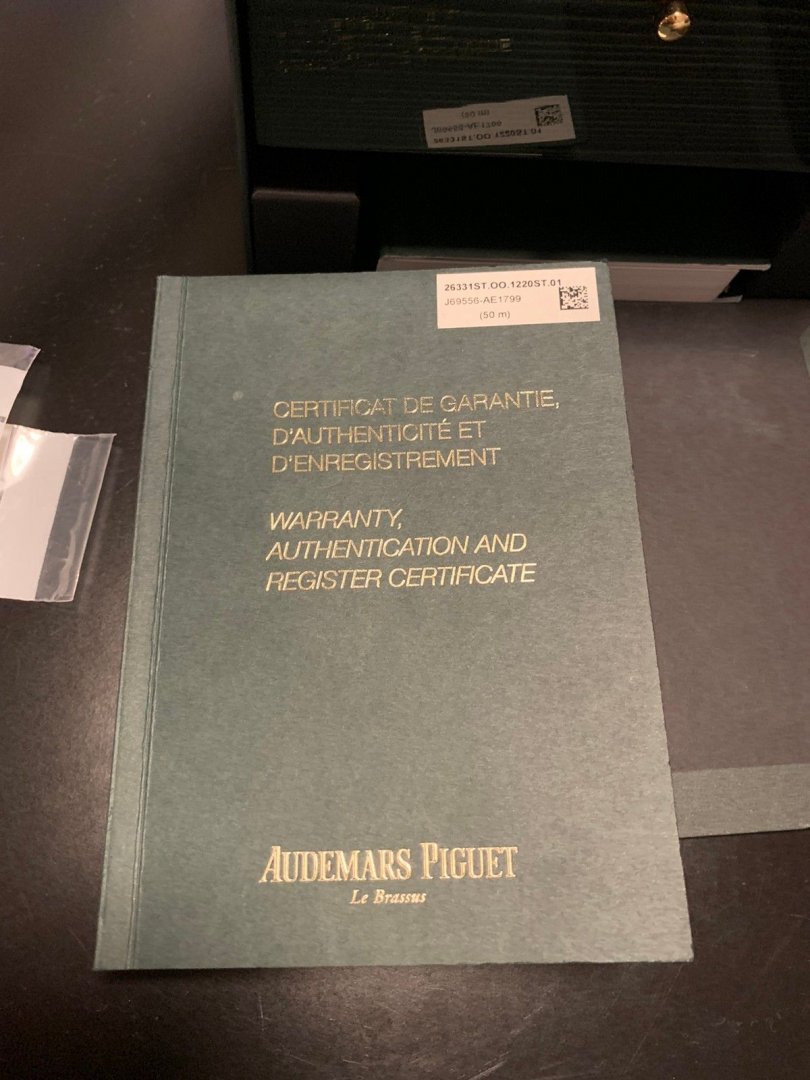 26331ST.OO.1220ST.01
J69556-AE1799
(50 m)
CERTIFICAT DE GARANTIE,
D'AUTHENTICITÉ ET
D'ENREGISTREMENT
WARRANTY,
AUTHENTICATION AND
REGISTER CERTIFICATE
AUDEMARS PIGUET
Le Brassus